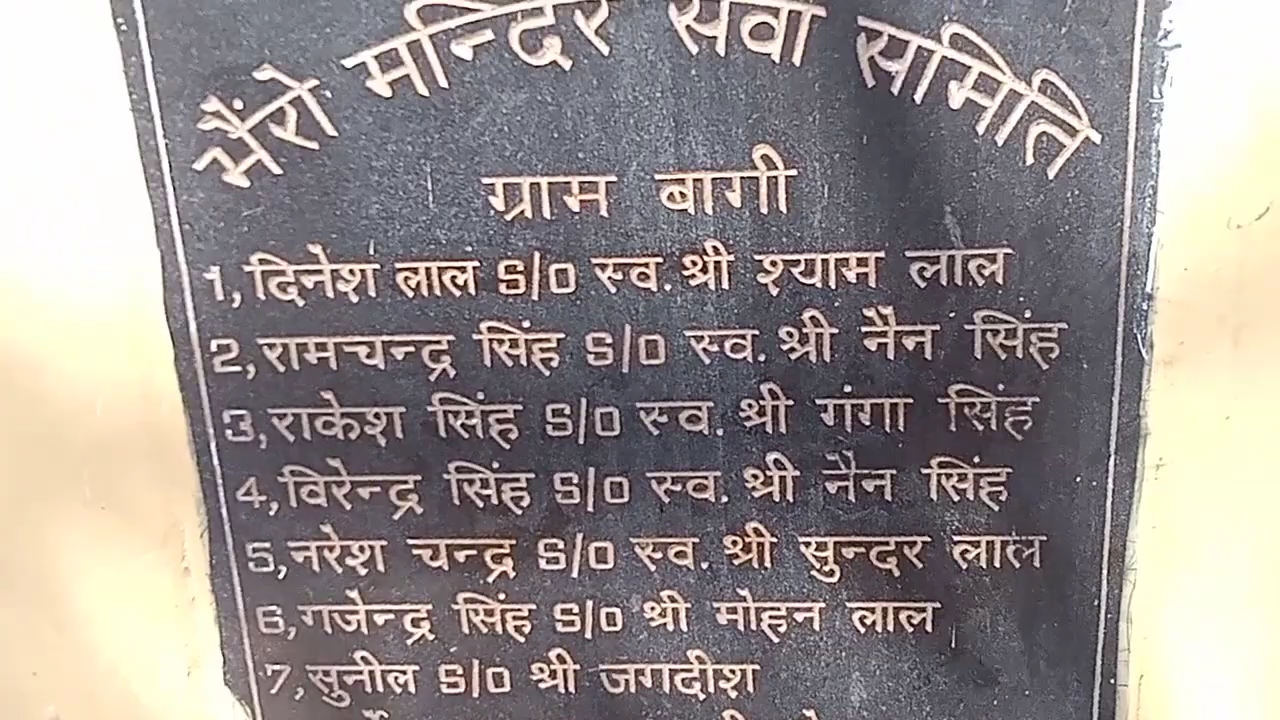 भैंरो मन्दिर सेवा समिति
ग्राम बागी
1, दिनेश लाल S/O स्व. श्री श्याम लाल
2, रामचन्द्र सिंह S/O स्व. श्री नैन सिंह
3, राकेश सिंह S/O स्व. श्री गंगा सिंह
4, विरेन्द्र सिंह S/O स्व. श्री नैन सिंह
5, नरेश चन्द्र S/O स्व. श्री सुन्दर लाल
6, गजेन्द्र सिंह S/O श्री मोहन लाल
7, सुनील S/O श्री जगदीश